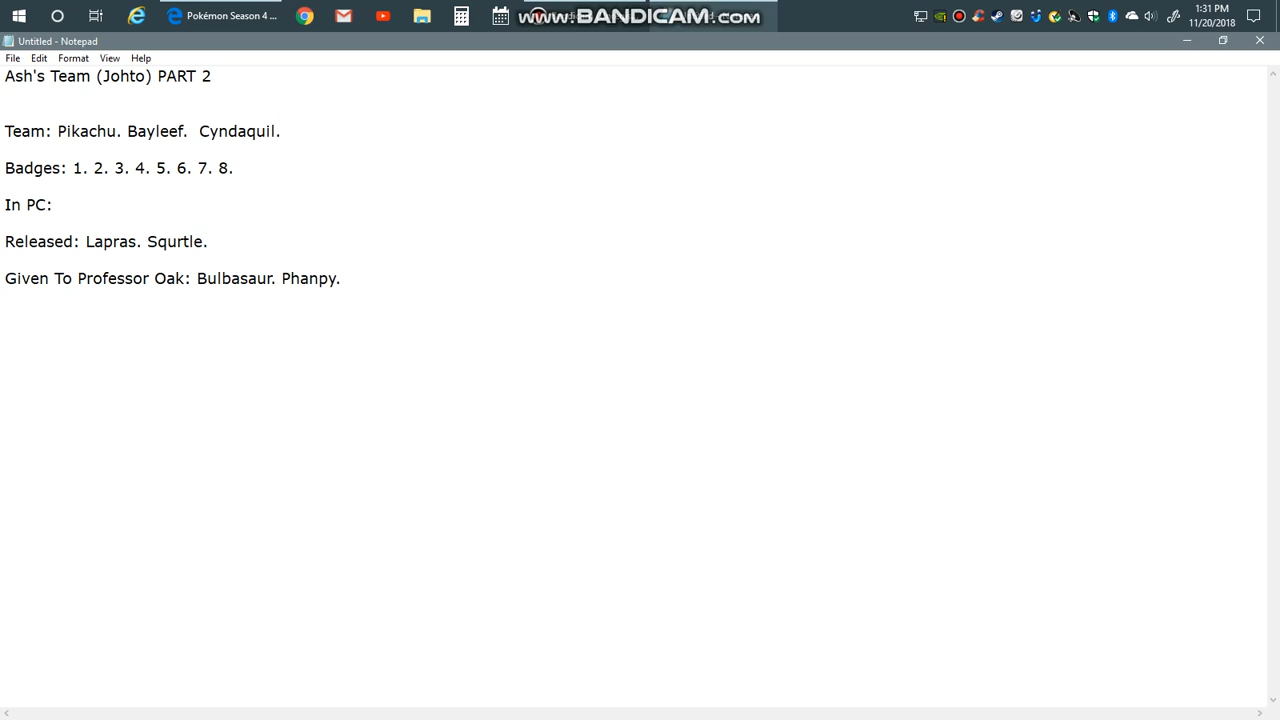 Pokémon Season 4 ...
www.BANDICAM.com
1:31 PM
11/20/2018
Untitled - Notepad
File Edit Format View Help
Ash's Team (Johto) PART 2
Team: Pikachu. Bayleef.  Cyndaquil.
Badges: 1. 2. 3. 4. 5. 6. 7. 8.
In PC:
Released: Lapras. Squrtle.
Given To Professor Oak: Bulbasaur. Phanpy.